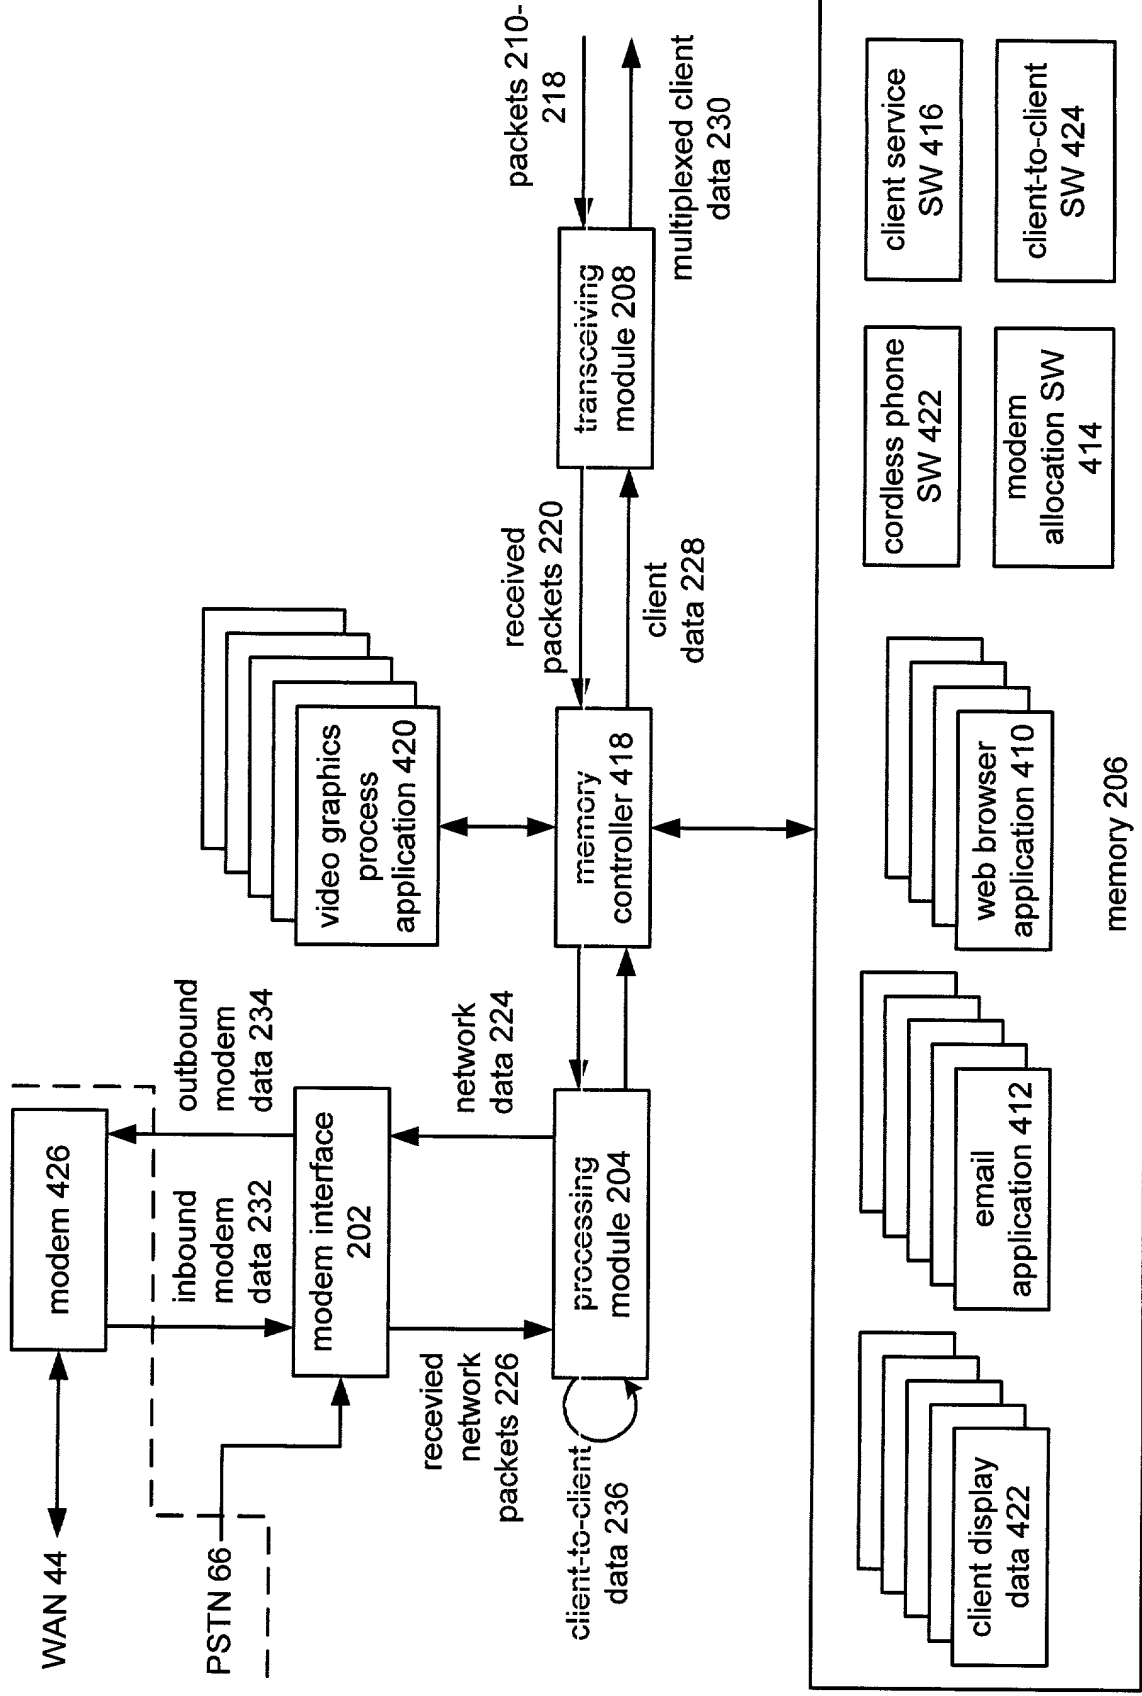 WAN 44
modem 426
PSTN 66
inbound
modem
data 232
outbound
modem
data 234
modem interface
202
recevied
network
packets 226
network
data 224
client-to-client
data 236
processing
module 204
video graphics
process
application 420
memory
controller 418
received
packets 220
client
data 228
transceiving
module 208
packets 210-
218
multiplexed client
data 230
client display
data 422
email
application 412
web browser
application 410
cordless phone
SW 422
client service
SW 416
modem
allocation SW
414
client-to-client
SW 424
memory 206